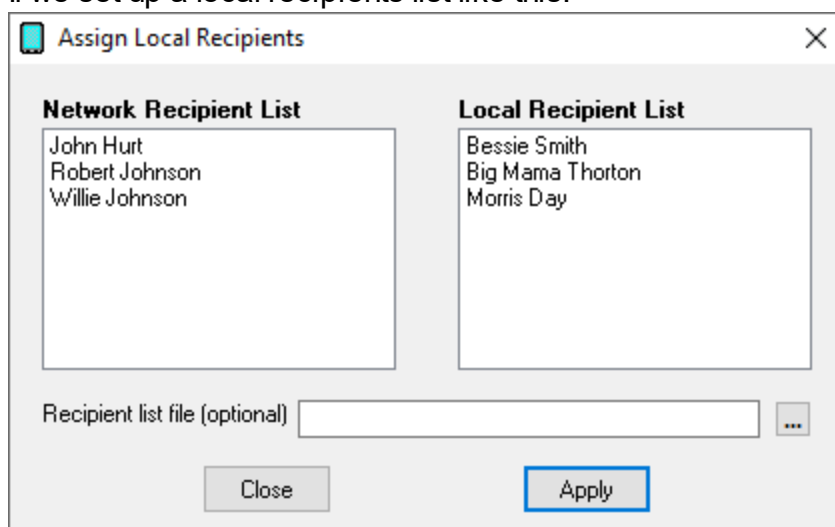 Assign Local Recipients
Network Recipient List
Local Recipient List
John Hurt
Robert Johnson
Willie Johnson
Bessie Smith
Big Mama Thorton
Morris Day
Recipient list file (optional)
...
Close
Apply